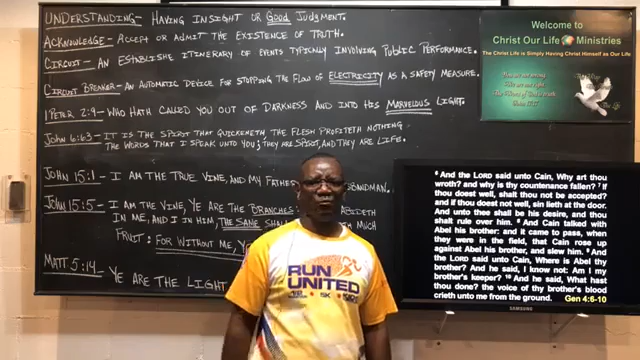 UNDERSTANDING- HAVING INSIGHT OR GOOD JUDGMENT.
ACKNOWLEDGE- ACCEPT OR ADMIT THE EXISTENCE OF TRUTH.
CIRCUIT- AN ESTABLISHE ITINERARY OF EVENTS TYPICALLY INVOLVING PUBLIC PERFORMANCE.
CIRCUIT BREAKER- AN AUTOMATIC DEVICE FOR STOPPING THE FLOW OF ELECTRICITY AS A SAFETY MEASURE.
1 PETER 2:9- WHO HATH CALLED YOU OUT OF DARKNESS AND INTO HIS MARVELOUS LIGHT.
JOHN 6:63- IT IS THE SPIRIT THAT QUICKENETH THE FLESH PROFITETH NOTHING-
THE WORDS THAT I SPEAK UNTO YOU; THEY ARE SPIRIT, AND THEY ARE LIFE.
JOHN 15:1- I AM THE TRUE VINE, AND MY FATHER
JOHN 15:5- I AM THE VINE, YE ARE THE BRANCHES ABIDETH
IN ME, AND I IN HIM, THE SAME MUCH
FRUIT: FOR WITHOUT ME,
MATT 5:14- YE ARE THE LIGHT
Welcome to
Christ Our Life Ministries
The Christ Life is Simply Having Christ Himself as Our Life
The Life
RUN
UNITED
5K
6 And the LORD said unto Cain, Why art thou
wroth? and why is thy countenance fallen? 7 If
thou doest well, shalt thou not be accepted?
and if thou doest not well, sin lieth at the door.
And unto thee shall be his desire, and thou
shalt rule over him. 8 And Cain talked with
Abel his brother: and it came to pass, when
they were in the field, that Cain rose up
against Abel his brother, and slew him. 9 And
the LORD said unto Cain, Where is Abel thy
brother? And he said, I know not: Am I my
brother's keeper? 10 And he said, What hast
thou done? the voice of thy brother's blood
crieth unto me from the ground. Gen 4:6-10